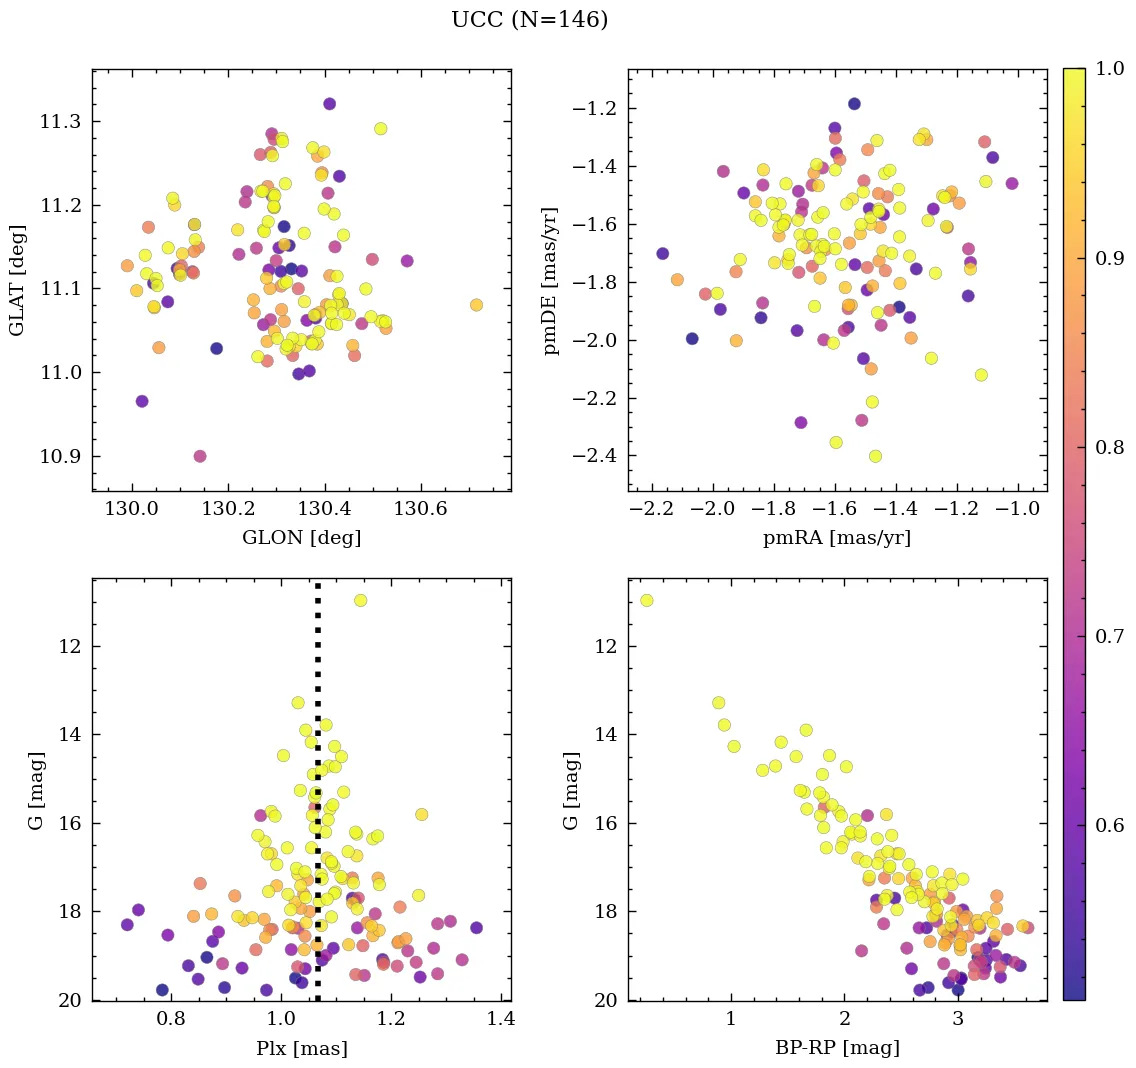 UCC (N=146)
11.3
11.2
11.1
11.0
10.9
GLAT [deg]
130.0 130.2 130.4 130.6
GLON [deg]
−1.2
−1.4
−1.6
−1.8
−2.0
−2.2
−2.4
pmDE [mas/yr]
−2.2 −2.0 −1.8 −1.6 −1.4 −1.2 −1.0
pmRA [mas/yr]
1.0
0.9
0.8
0.7
0.6
12
14
16
18
20
G [mag]
0.8 1.0 1.2 1.4
Plx [mas]
12
14
16
18
20
G [mag]
1 2 3
BP-RP [mag]